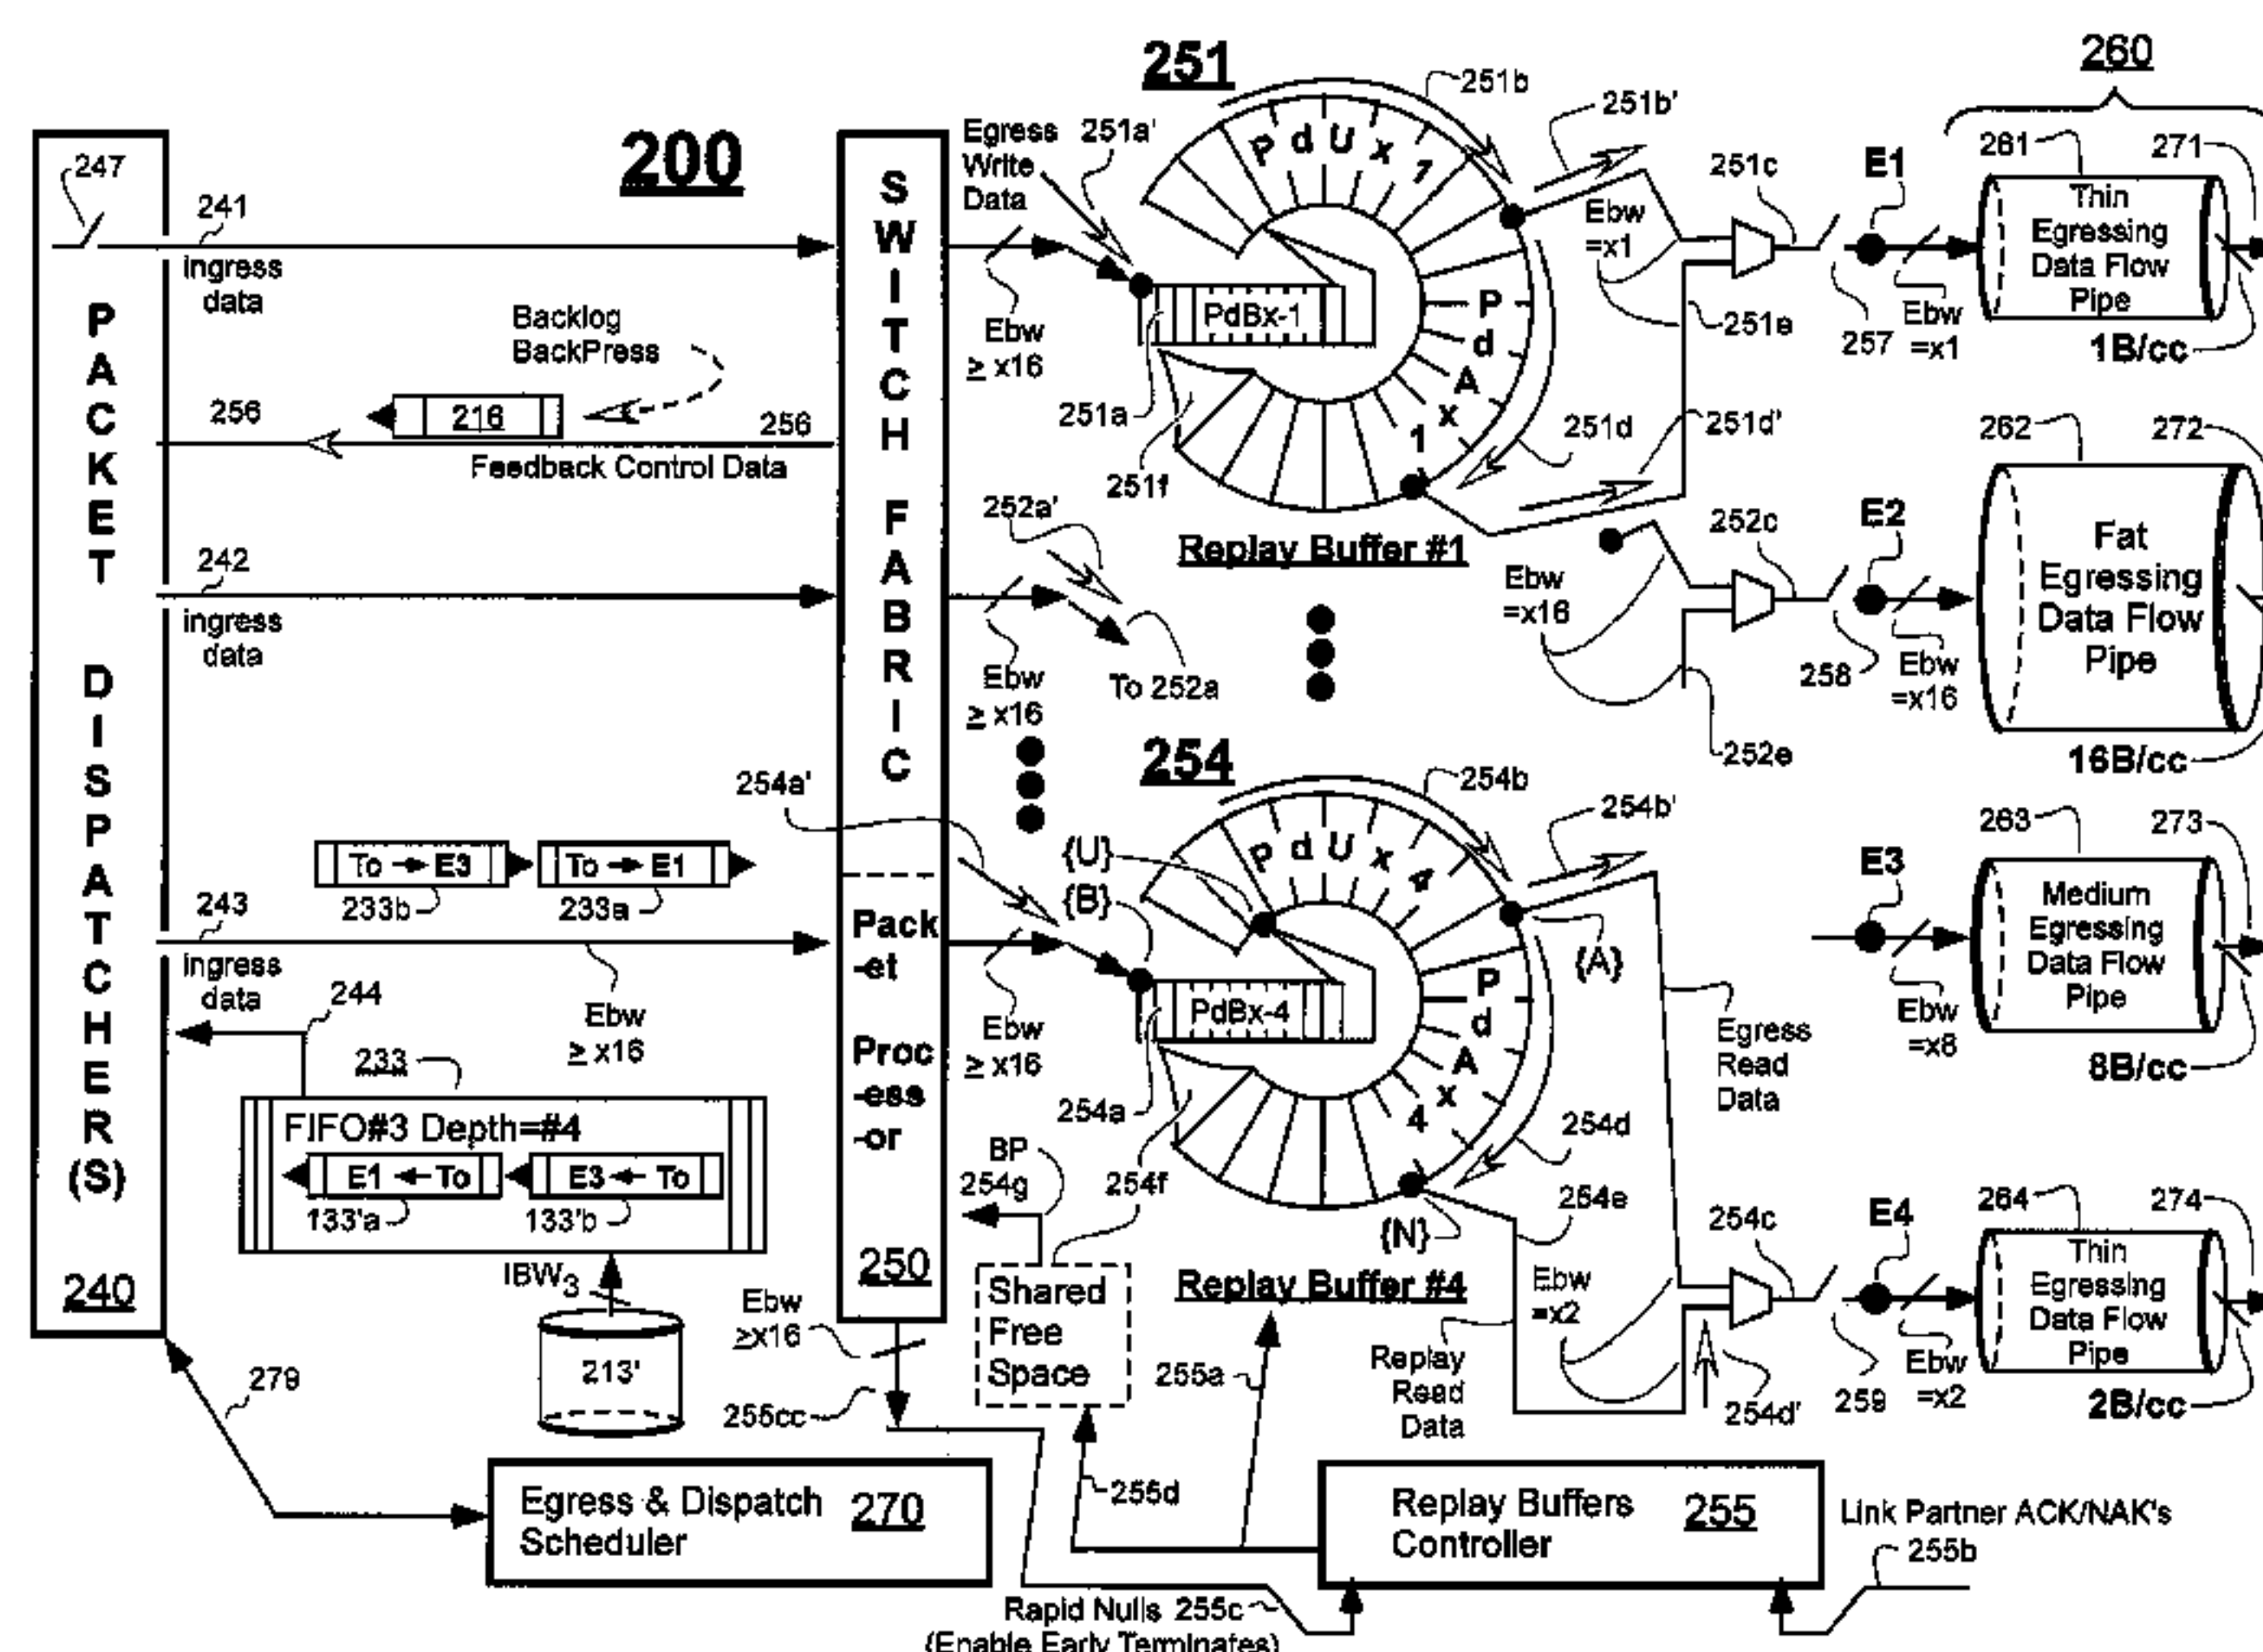 200
247
241
ingress
data
Backlog
BackPress
256
216
256
Feedback Control Data
242
ingress
data
PACKET DISPATCHER(S)
240
To → E3
To → E1
233b
233a
243
ingress
data
244
Ebw
≥ x16
233
FIFO#3 Depth=#4
E1 ← To
E3 ← To
133'a
133'b
IBW3
213'
279
Egress & Dispatch
Scheduler
270
SWITCH FABRIC
Pack
-et
Proc
-ess
-or
250
Ebw
≥x16
255cc
251
Egress
Write
Data
251a'
Ebw
≥ x16
251a
251f
PdBx-1
PdUx1
PdAx1
251b
251b'
Ebw
=x1
251c
251e
251d
251d'
Replay Buffer #1
E1
257
Ebw
=x1
260
261
271
Thin
Egressing
Data Flow
Pipe
1B/cc
252a'
Ebw
≥ x16
To 252a
Ebw
=x16
252c
252e
E2
258
Ebw
=x16
262
272
Fat
Egressing
Data Flow
Pipe
16B/cc
254
254a'
{U}
{B}
Ebw
≥ x16
254a
254f
PdBx-4
PdUx4
PdAx4
254b
254b'
{A}
Egress
Read
Data
254d
{N}
254e
Replay Buffer #4
E3
Ebw
=x8
263
273
Medium
Egressing
Data Flow
Pipe
8B/cc
BP
254g
Shared
Free
Space
255a
255d
Ebw
=x2
Replay
Read
Data
254c
254d'
E4
259
Ebw
=x2
264
274
Thin
Egressing
Data Flow
Pipe
2B/cc
Replay Buffers
Controller
255
Link Partner ACK/NAK's
255b
Rapid Nulls 255c
(Enable Early Terminates)